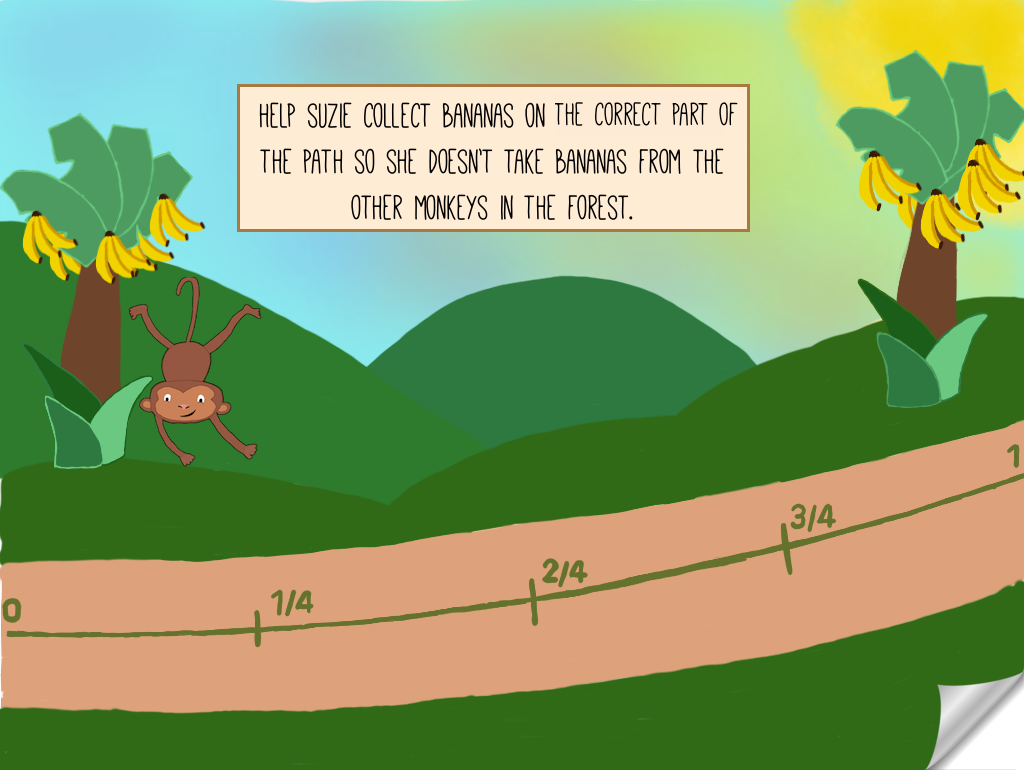 HELP SUZIE COLLECT BANANAS ON THE CORRECT PART OF
THE PATH SO SHE DOESN'T TAKE BANANAS FROM THE
OTHER MONKEYS IN THE FOREST.
0
1/4
2/4
3/4
1